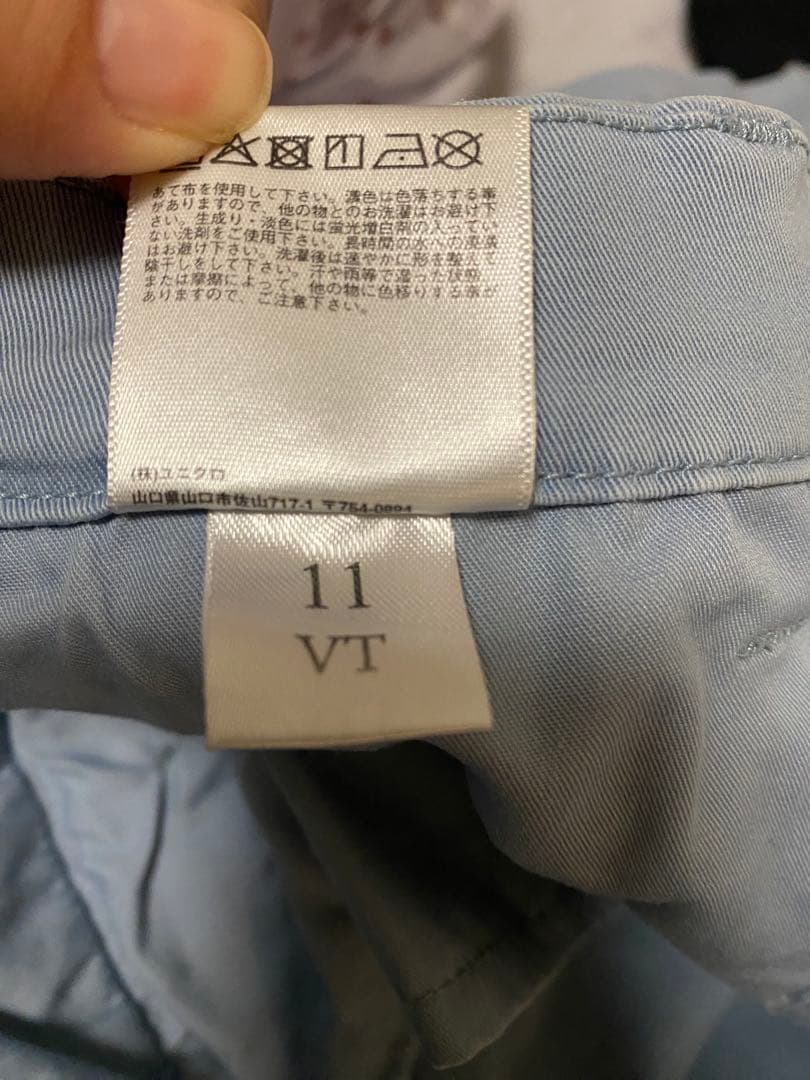 あて布を使用して下さい。濃色は色落ちする事
がありますので、他の物とのお洗濯はお避け下
さい。生成り・淡色には蛍光増白剤の入ってい
ない洗剤をご使用下さい。長時間の水への浸漬
はお避け下さい。洗濯後は速やかに形を整えて
陰干しをして下さい。汗や雨等で湿った状態
または摩擦によって、他の物に色移りする事が
ありますので、ご注意下さい。
(株)ユニクロ
山口県山口市佐山717-1 〒754-0894
11
VT